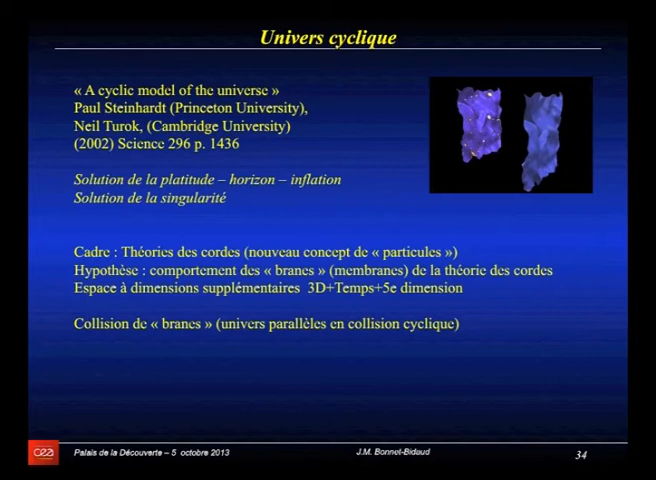 Univers cyclique
« A cyclic model of the universe »
Paul Steinhardt (Princeton University),
Neil Turok, (Cambridge University)
(2002) Science 296 p. 1436
Solution de la platitude – horizon – inflation
Solution de la singularité
Cadre : Théories des cordes (nouveau concept de « particules »)
Hypothèse : comportement des « branes » (membranes) de la théorie des cordes
Espace à dimensions supplémentaires 3D+Temps+5e dimension
Collision de « branes » (univers parallèles en collision cyclique)
cea
Palais de la Découverte – 5 octobre 2013
J.M. Bonnet-Bidaud
34